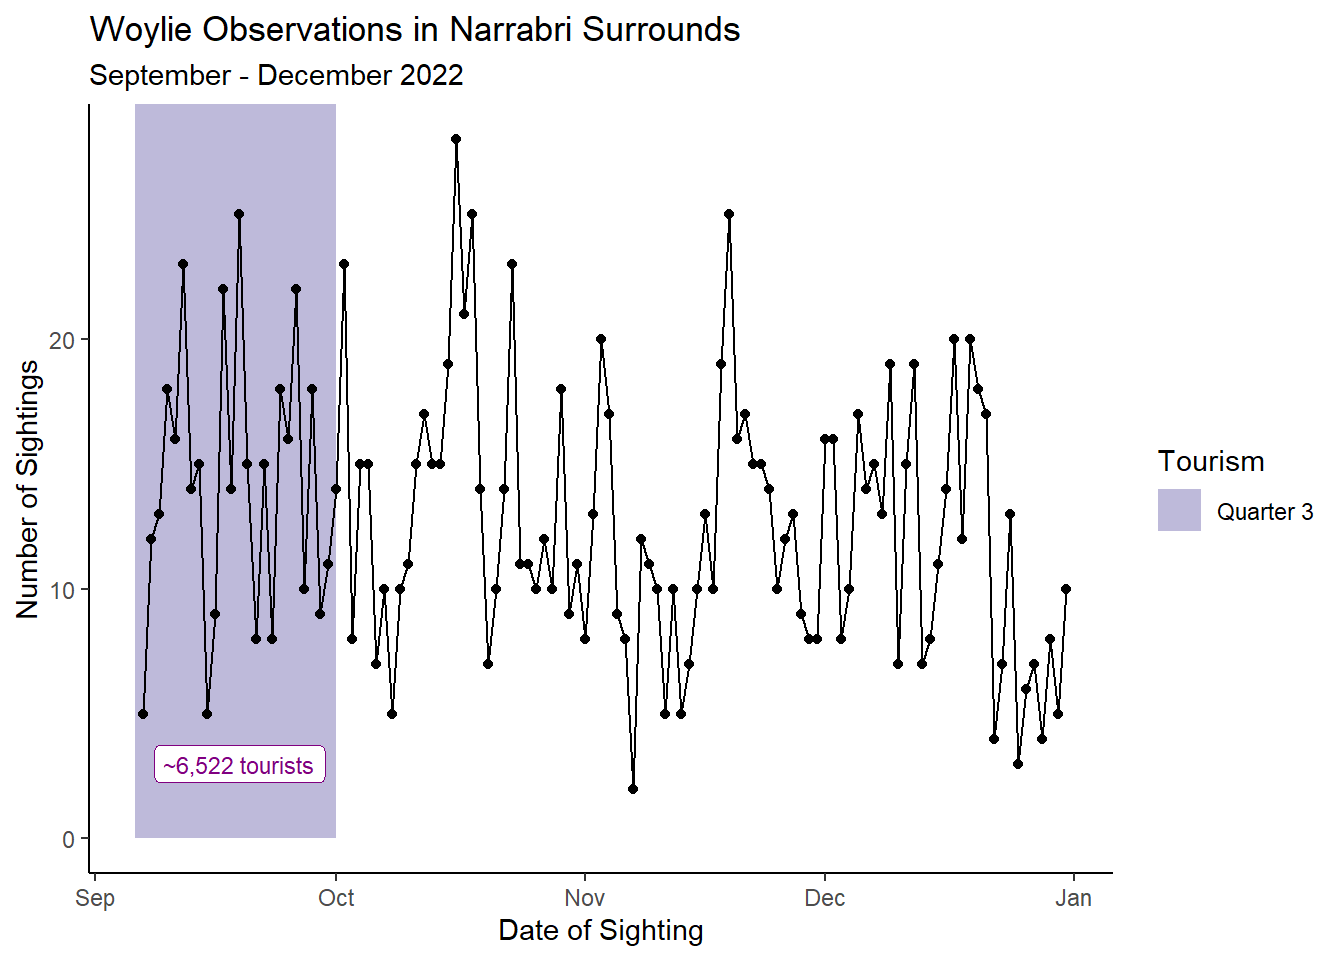 Woylie Observations in Narrabri Surrounds
September - December 2022
Number of Sightings
20
10
0
~6,522 tourists
Sep Oct Nov Dec Jan
Date of Sighting
Tourism
Quarter 3